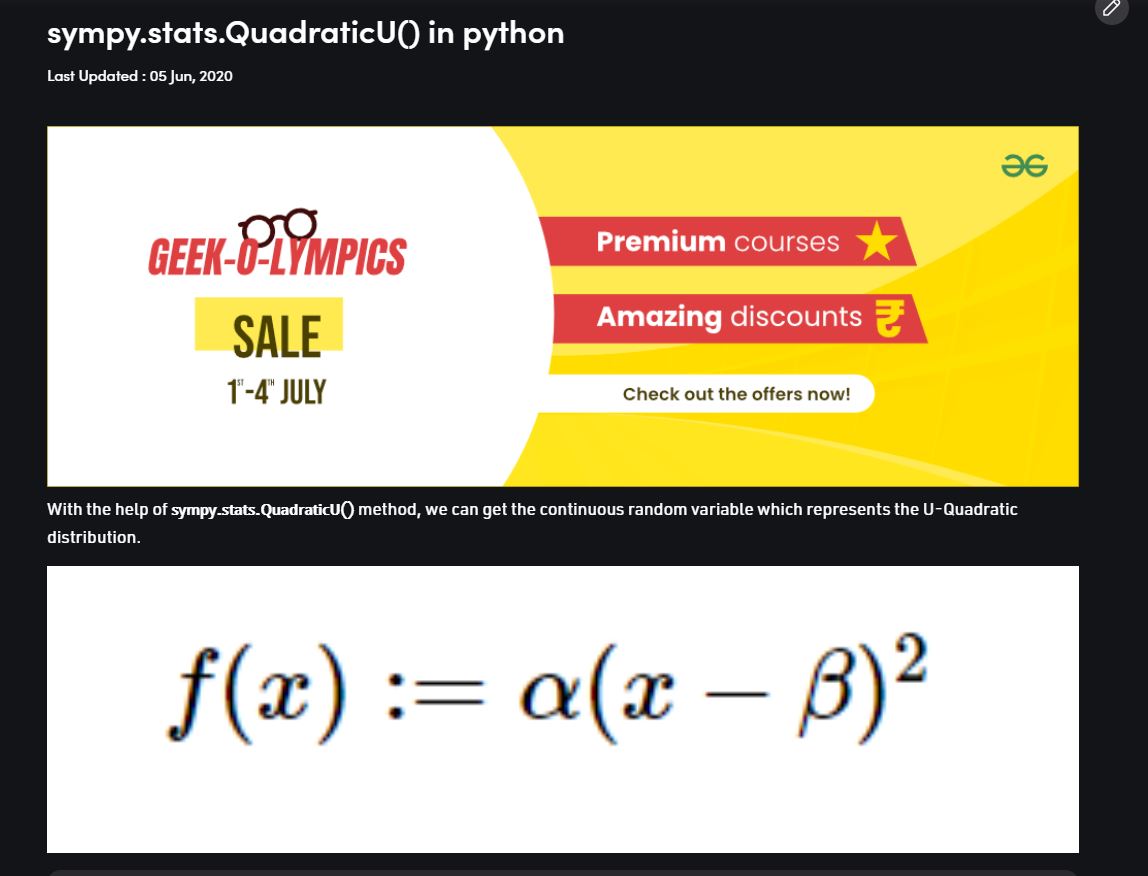 sympy.stats.QuadraticU() in python
Last Updated : 05 Jun, 2020
GEEK-O-LYMPICS
SALE
1ST-4TH JULY
Premium courses
Amazing discounts
Check out the offers now!
With the help of sympy.stats.QuadraticU() method, we can get the continuous random variable which represents the U-Quadratic
distribution.
f(x) := α(x − β)²